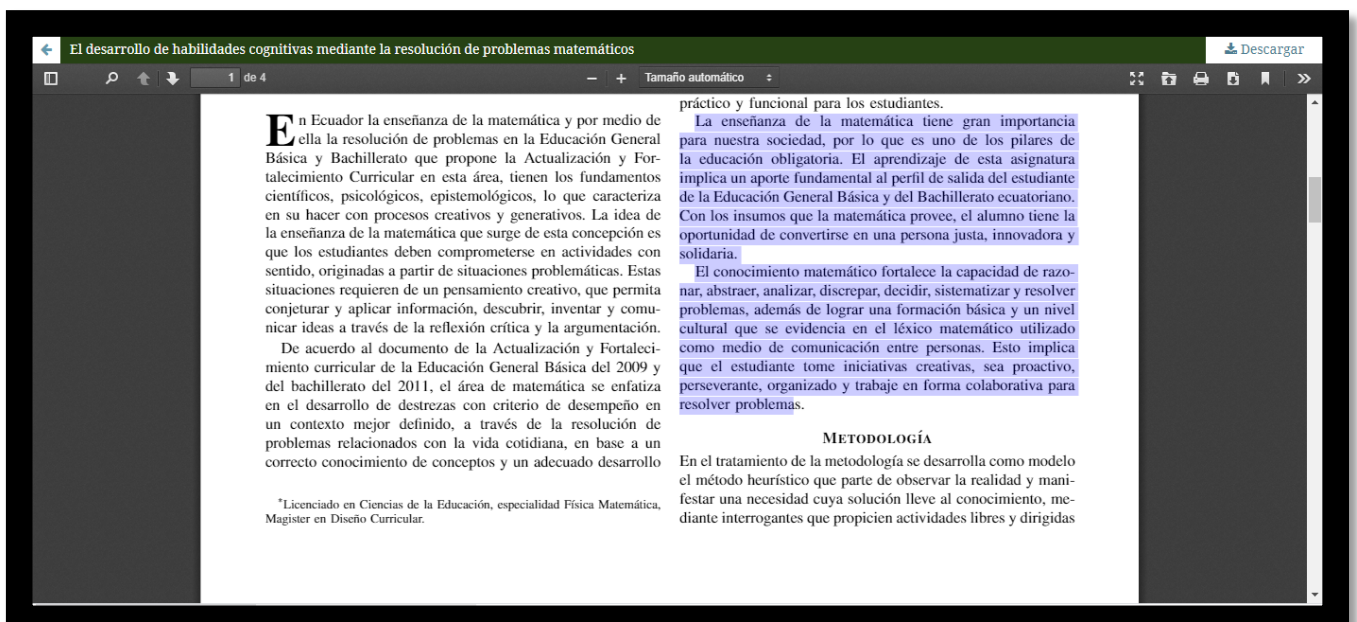 El desarrollo de habilidades cognitivas mediante la resolución de problemas matemáticos
Descargar
1 de 4
Tamaño automático
En Ecuador la enseñanza de la matemática y por medio de
ella la resolución de problemas en la Educación General
Básica y Bachillerato que propone la Actualización y For-
talecimiento Curricular en esta área, tienen los fundamentos
científicos, psicológicos, epistemológicos, lo que caracteriza
en su hacer con procesos creativos y generativos. La idea de
la enseñanza de la matemática que surge de esta concepción es
que los estudiantes deben comprometerse en actividades con
sentido, originadas a partir de situaciones problemáticas. Estas
situaciones requieren de un pensamiento creativo, que permita
conjeturar y aplicar información, descubrir, inventar y comu-
nicar ideas a través de la reflexión crítica y la argumentación.
De acuerdo al documento de la Actualización y Fortaleci-
miento curricular de la Educación General Básica del 2009 y
del bachillerato del 2011, el área de matemática se enfatiza
en el desarrollo de destrezas con criterio de desempeño en
un contexto mejor definido, a través de la resolución de
problemas relacionados con la vida cotidiana, en base a un
correcto conocimiento de conceptos y un adecuado desarrollo
*Licenciado en Ciencias de la Educación, especialidad Física Matemática,
Magister en Diseño Curricular.
práctico y funcional para los estudiantes.
La enseñanza de la matemática tiene gran importancia
para nuestra sociedad, por lo que es uno de los pilares de
la educación obligatoria. El aprendizaje de esta asignatura
implica un aporte fundamental al perfil de salida del estudiante
de la Educación General Básica y del Bachillerato ecuatoriano.
Con los insumos que la matemática provee, el alumno tiene la
oportunidad de convertirse en una persona justa, innovadora y
solidaria.
El conocimiento matemático fortalece la capacidad de razo-
nar, abstraer, analizar, discrepar, decidir, sistematizar y resolver
problemas, además de lograr una formación básica y un nivel
cultural que se evidencia en el léxico matemático utilizado
como medio de comunicación entre personas. Esto implica
que el estudiante tome iniciativas creativas, sea proactivo,
perseverante, organizado y trabaje en forma colaborativa para
resolver problemas.
METODOLOGÍA
En el tratamiento de la metodología se desarrolla como modelo
el método heurístico que parte de observar la realidad y mani-
festar una necesidad cuya solución lleve al conocimiento, me-
diante interrogantes que propicien actividades libres y dirigidas